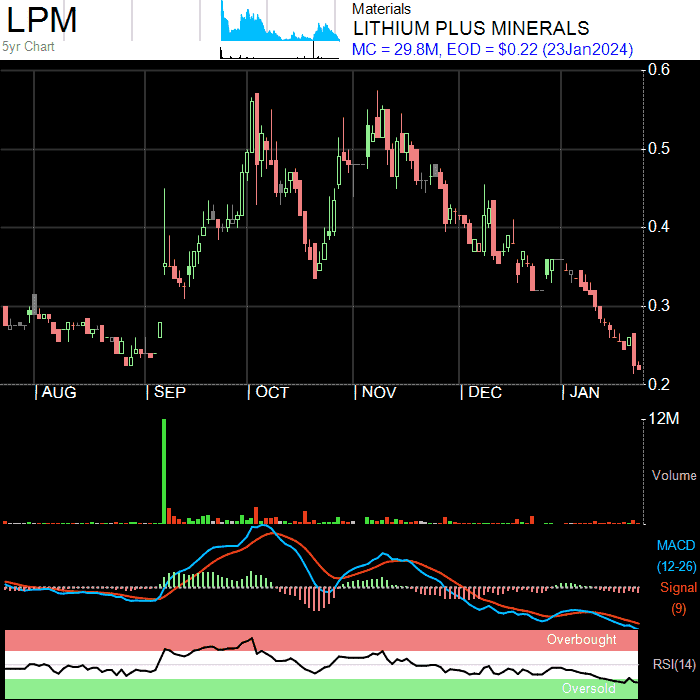 LPM
5yr Chart
Materials
LITHIUM PLUS MINERALS
MC = 29.8M, EOD = $0.22 (23Jan2024)
0.6
0.5
0.4
0.3
0.2
| AUG | SEP | OCT | NOV | DEC | JAN
12M
Volume
MACD
(12-26)
Signal
(9)
Overbought
RSI(14)
Oversold